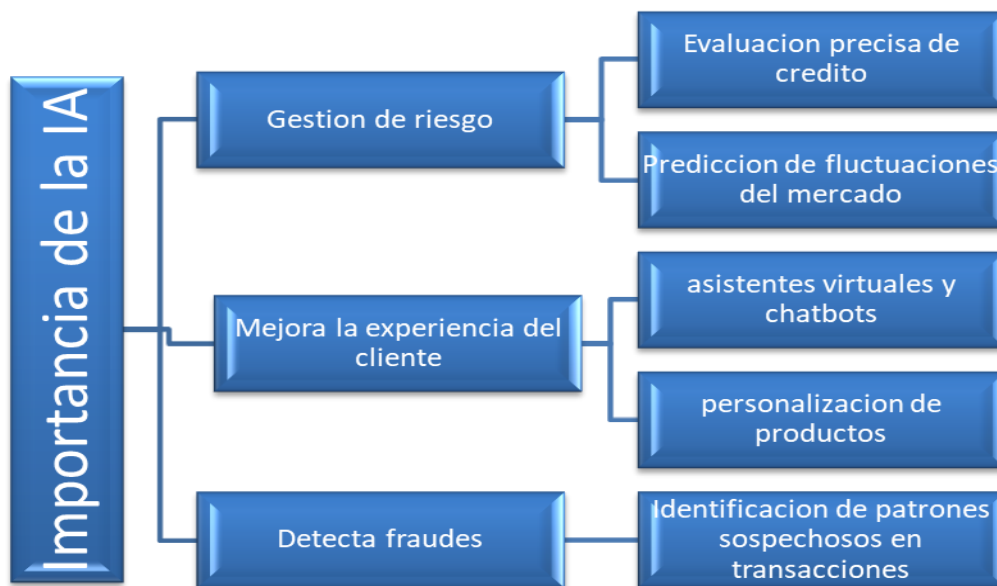 Importancia de la IA
Gestion de riesgo
Evaluacion precisa de
credito
Prediccion de fluctuaciones
del mercado
Mejora la experiencia del
cliente
asistentes virtuales y
chatbots
personalizacion de
productos
Detecta fraudes
Identificacion de patrones
sospechosos en
transacciones